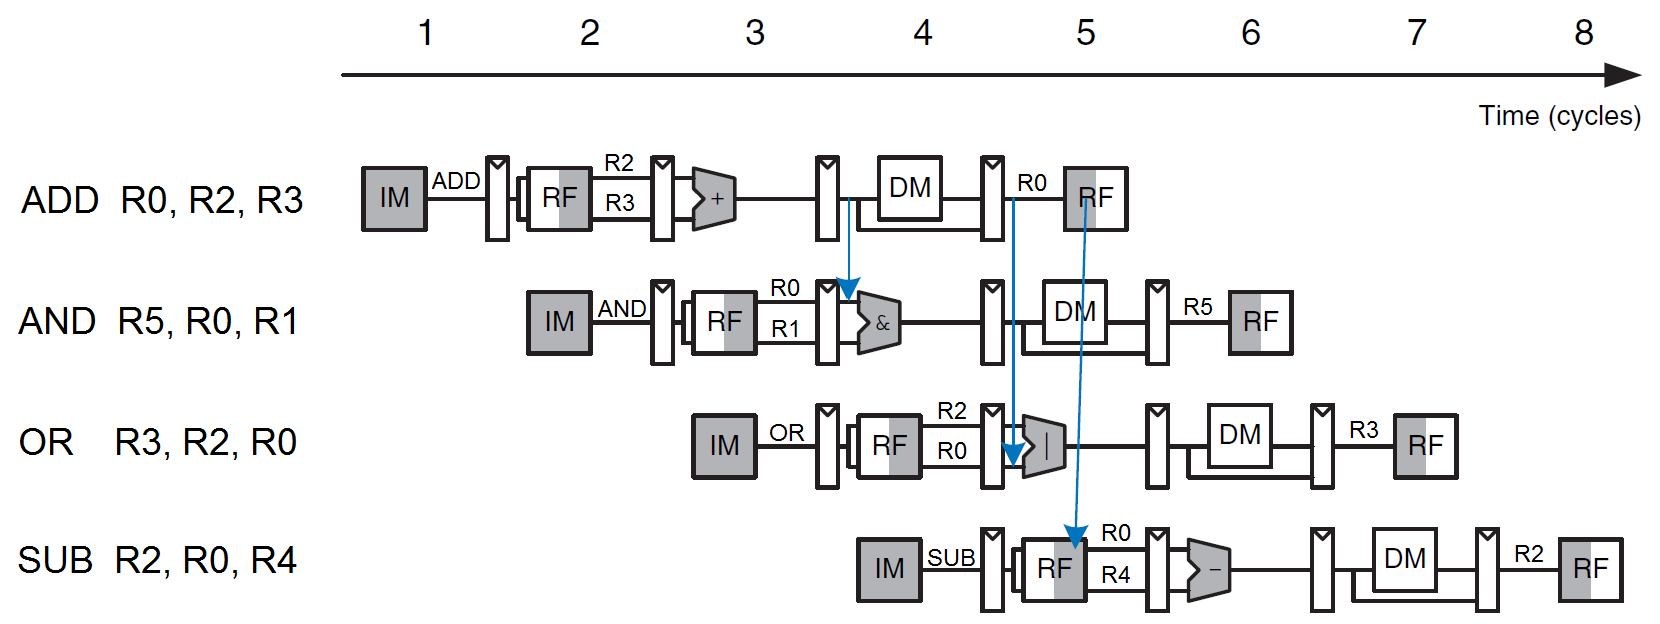 1 2 3 4 5 6 7 8
Time (cycles)
ADD R0, R2, R3 IM ADD RF R2 R3 + DM R0 RF
AND R5, R0, R1 IM AND RF R0 R1 & DM R5 RF
OR R3, R2, R0 IM OR RF R2 R0 | DM R3 RF
SUB R2, R0, R4 IM SUB RF R0 R4 − DM R2 RF